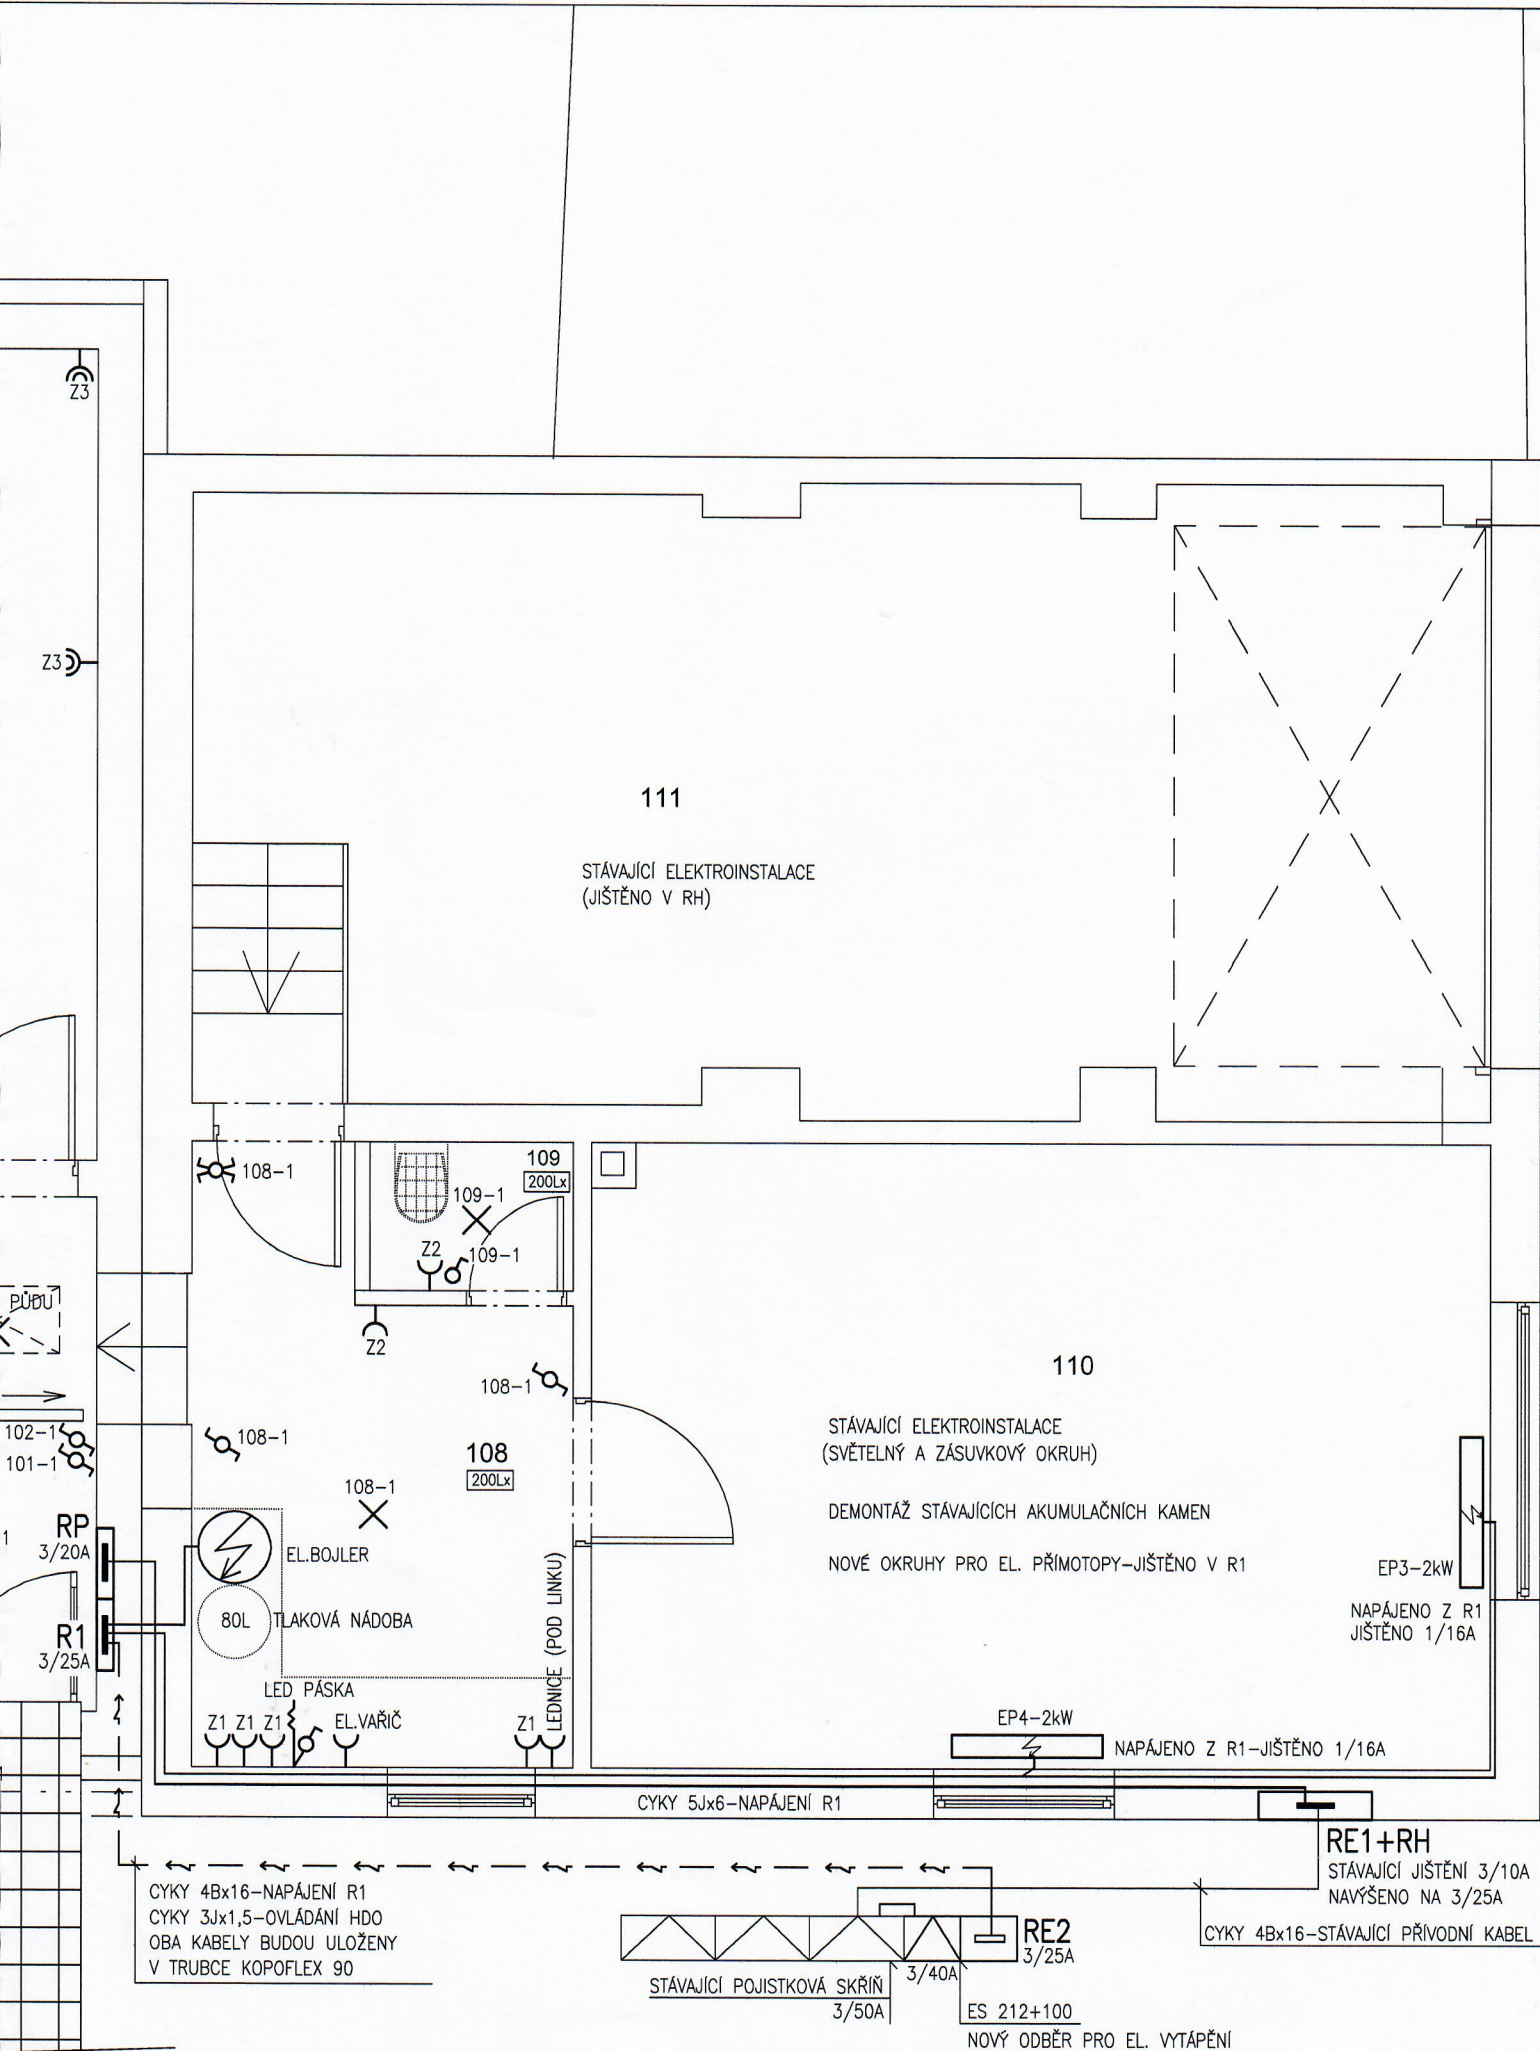 Z3
Z3
111
STÁVAJÍCÍ ELEKTROINSTALACE
(JIŠTĚNO V RH)
108-1
109
200Lx
109-1
Z2
109-1
PŮDU
Z2
108-1
110
STÁVAJÍCÍ ELEKTROINSTALACE
(SVĚTELNÝ A ZÁSUVKOVÝ OKRUH)
102-1
101-1
108-1
108
200Lx
108-1
DEMONTÁŽ STÁVAJÍCÍCH AKUMULAČNÍCH KAMEN
NOVÉ OKRUHY PRO EL. PŘÍMOTOPY-JIŠTĚNO V R1
1
RP
3/20A
EL.BOJLER
EP3-2kW
NAPÁJENO Z R1
JIŠTĚNO 1/16A
80L TLAKOVÁ NÁDOBA
R1
3/25A
LEDNICE (POD LINKU)
LED PÁSKA
Z1 Z1 Z1
EL.VAŘIČ
Z1
EP4-2kW
NAPÁJENO Z R1-JIŠTĚNO 1/16A
CYKY 5Jx6-NAPÁJENÍ R1
RE1+RH
STÁVAJÍCÍ JIŠTĚNÍ 3/10A
NAVÝŠENO NA 3/25A
CYKY 4Bx16-STÁVAJÍCÍ PŘÍVODNÍ KABEL
CYKY 4Bx16-NAPÁJENÍ R1
CYKY 3Jx1,5-OVLÁDÁNÍ HDO
OBA KABELY BUDOU ULOŽENY
V TRUBCE KOPOFLEX 90
RE2
3/25A
3/40A
STÁVAJÍCÍ POJISTKOVÁ SKŘÍŇ
3/50A
ES 212+100
NOVÝ ODBĚR PRO EL. VYTÁPĚNÍ